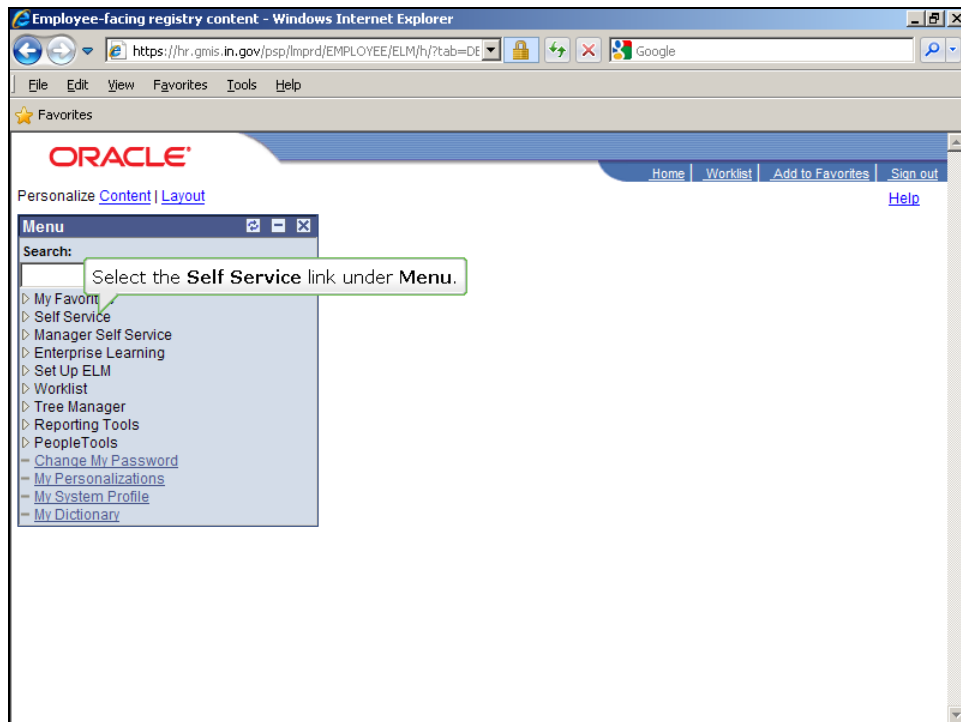 Employee-facing registry content - Windows Internet Explorer
https://hr.gmis.in.gov/psp/lmprd/EMPLOYEE/ELM/h/?tab=DE
Google
File Edit View Favorites Tools Help
Favorites
ORACLE
Home Worklist Add to Favorites Sign out
Personalize Content | Layout
Help
Menu
Search:
Select the Self Service link under Menu.
My Favorit
Self Service
Manager Self Service
Enterprise Learning
Set Up ELM
Worklist
Tree Manager
Reporting Tools
PeopleTools
Change My Password
My Personalizations
My System Profile
My Dictionary